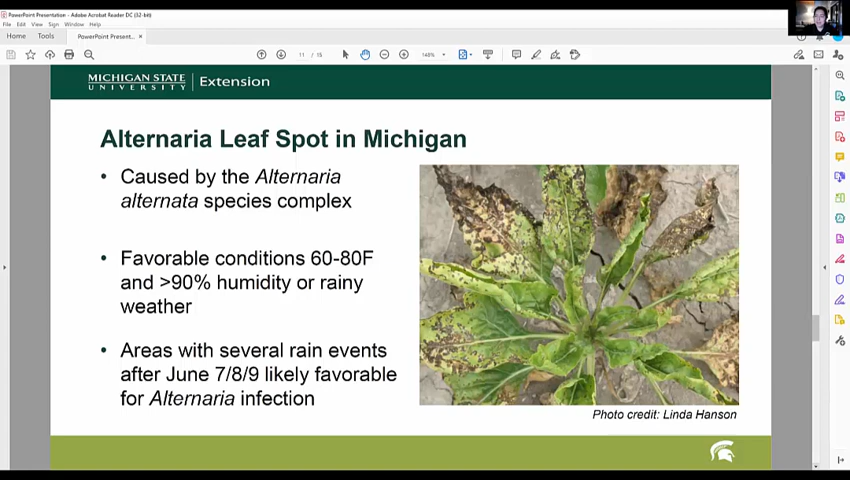 PowerPoint Presentation - Adobe Acrobat Reader DC (32-bit)
File Edit View Sign Window Help
Home Tools PowerPoint Present... ×
11 / 15 146%
MICHIGAN STATE
UNIVERSITY Extension
Alternaria Leaf Spot in Michigan
• Caused by the Alternaria
alternata species complex
• Favorable conditions 60-80F
and >90% humidity or rainy
weather
• Areas with several rain events
after June 7/8/9 likely favorable
for Alternaria infection
Photo credit: Linda Hanson